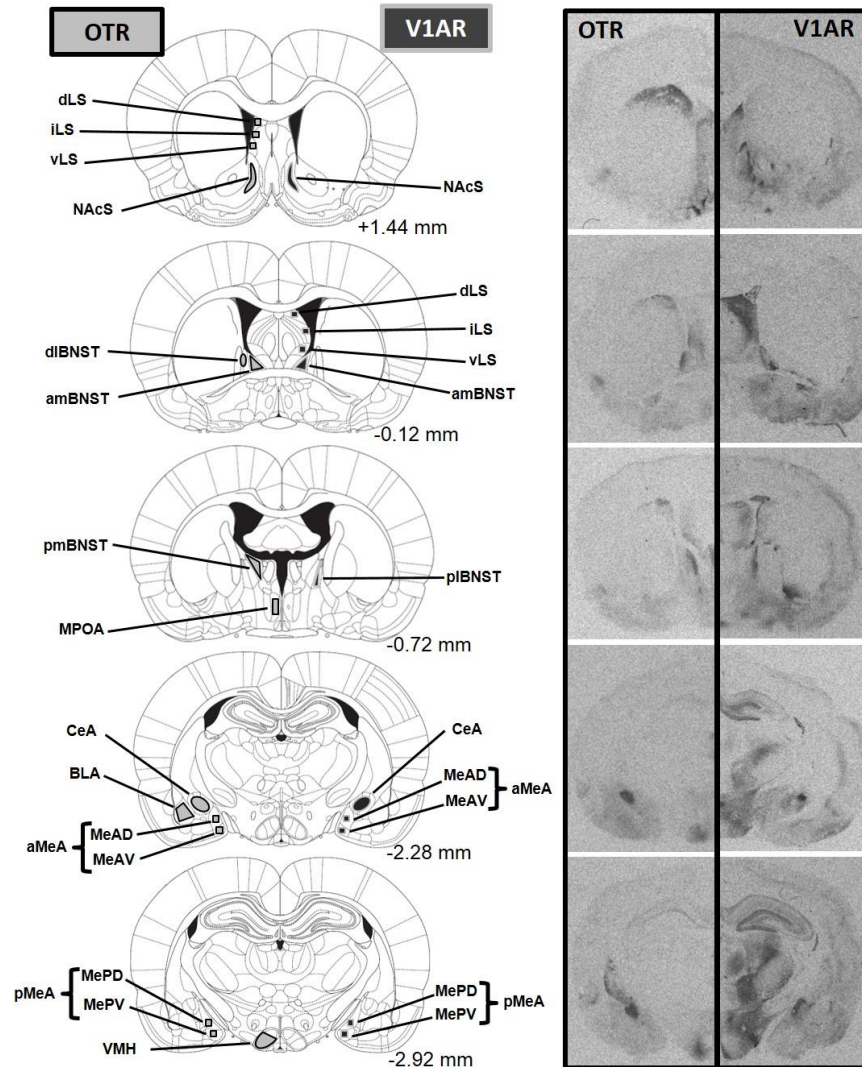 OTR
V1AR
OTR
V1AR
dLS
iLS
vLS
NAcS
NAcS
+1.44 mm
dLS
iLS
vLS
dlBNST
amBNST
amBNST
-0.12 mm
pmBNST
plBNST
MPOA
-0.72 mm
CeA
CeA
BLA
MeAD
aMeA
MeAV
MeAD
aMeA
MeAV
-2.28 mm
MePD
pMeA
MePV
MePD
pMeA
MePV
VMH
-2.92 mm